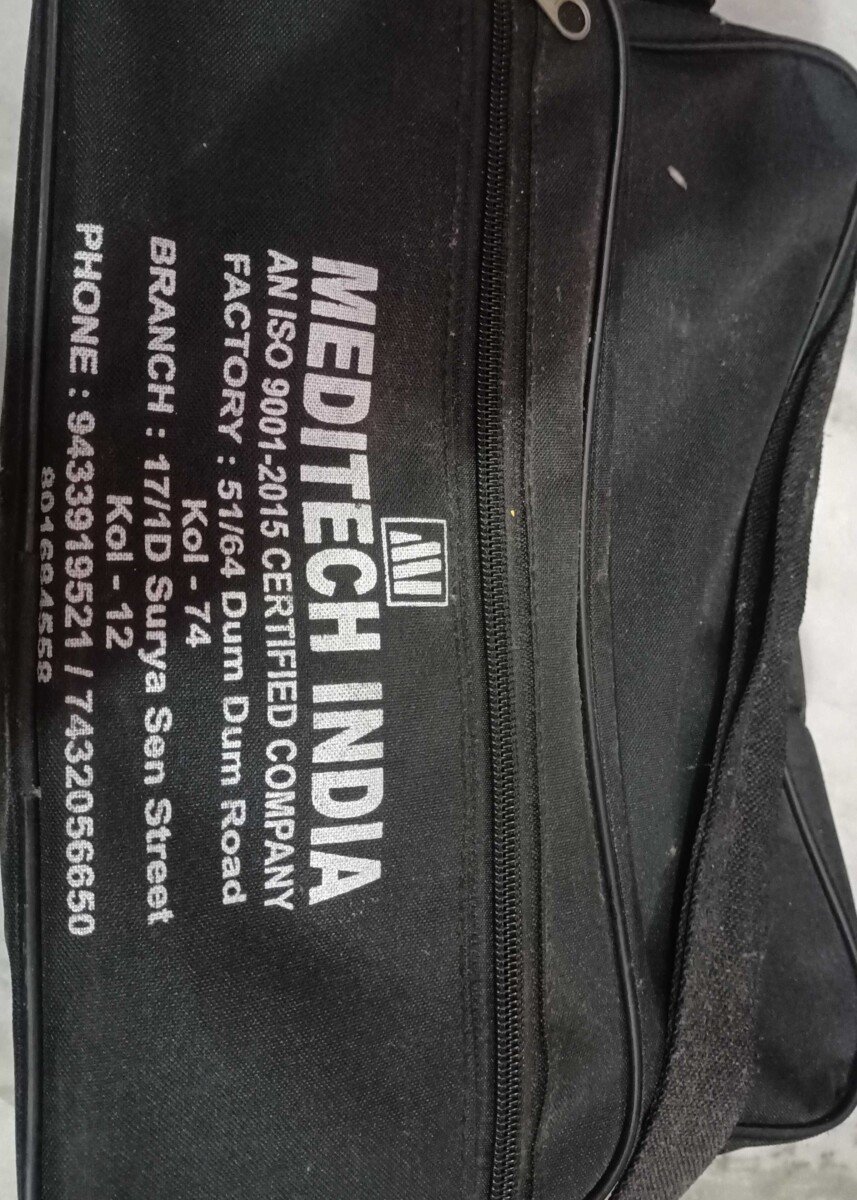 MEDITECH INDIA
AN ISO 9001-2015 CERTIFIED COMPANY
FACTORY : 51/64 Dum Dum Road
Kol - 74
BRANCH : 17/1D Surya Sen Street
Kol - 12
PHONE : 9433919521 / 7432056650